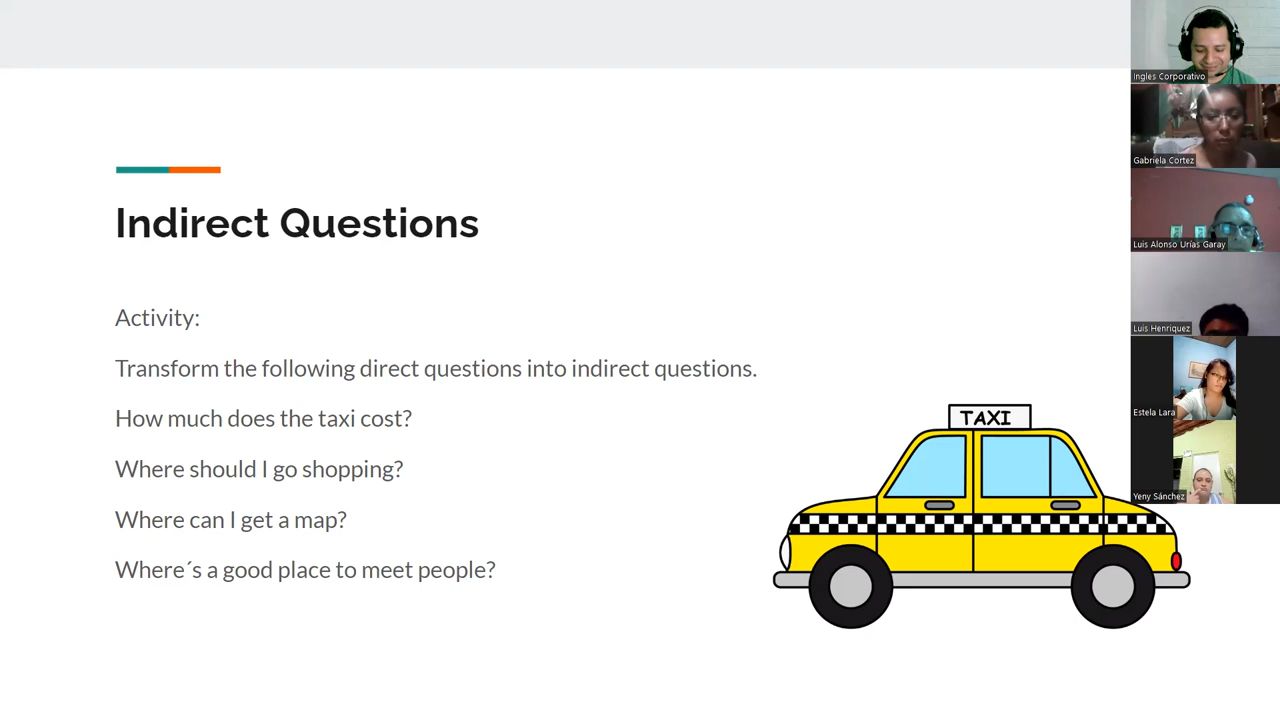 Indirect Questions
Activity:
Transform the following direct questions into indirect questions.
How much does the taxi cost?
Where should I go shopping?
Where can I get a map?
Where´s a good place to meet people?
TAXI
Ingles Corporativo
Gabriela Cortez
Luis Alonso Urías Garay
Luis Henriquez
Estela Lara
Yeny Sánchez